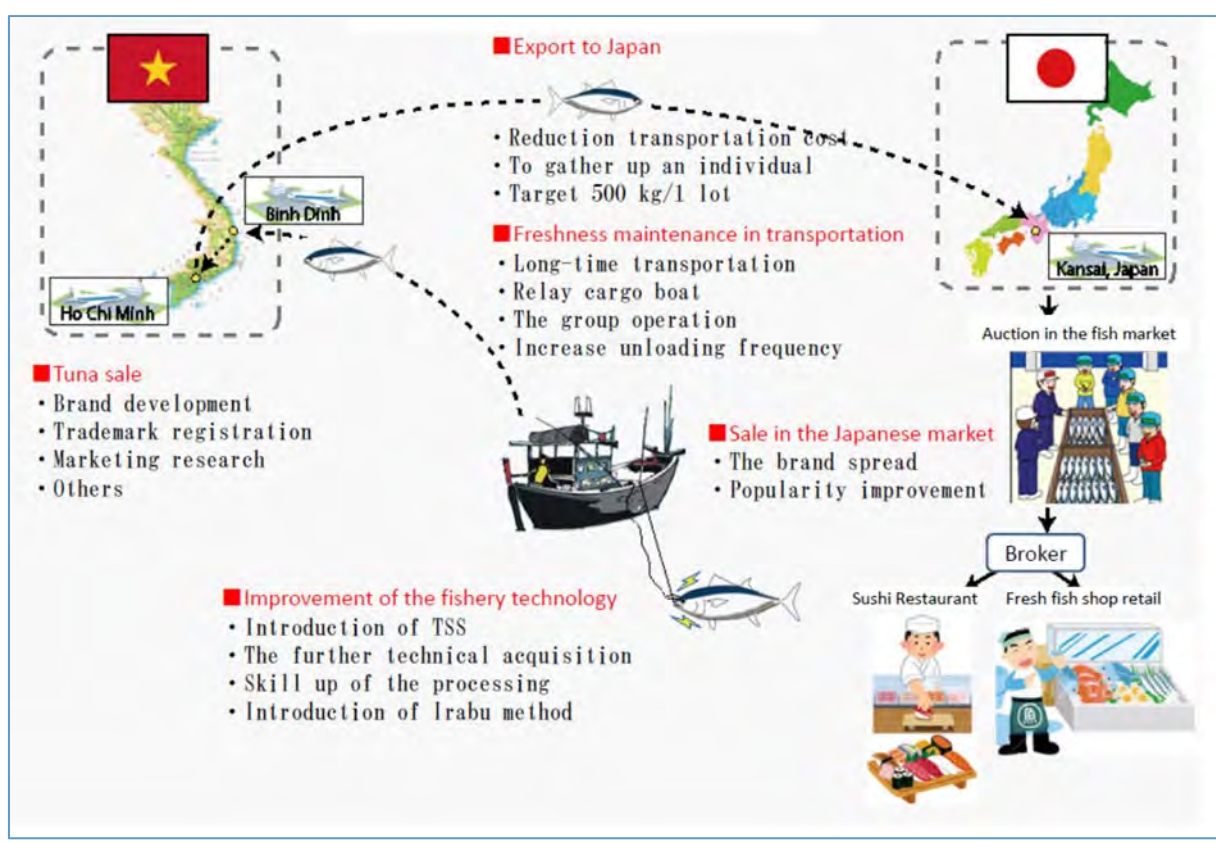 ■Export to Japan
・Reduction transportation cost
・To gather up an individual
・Target 500 kg/1 lot
Binh Dinh
Ho Chi Minh
Kansai, Japan
■Freshness maintenance in transportation
・Long-time transportation
・Relay cargo boat
・The group operation
・Increase unloading frequency
Auction in the fish market
■Tuna sale
・Brand development
・Trademark registration
・Marketing research
・Others
■Sale in the Japanese market
・The brand spread
・Popularity improvement
Broker
Sushi Restaurant
Fresh fish shop retail
■Improvement of the fishery technology
・Introduction of TSS
・The further technical acquisition
・Skill up of the processing
・Introduction of Irabu method
魚